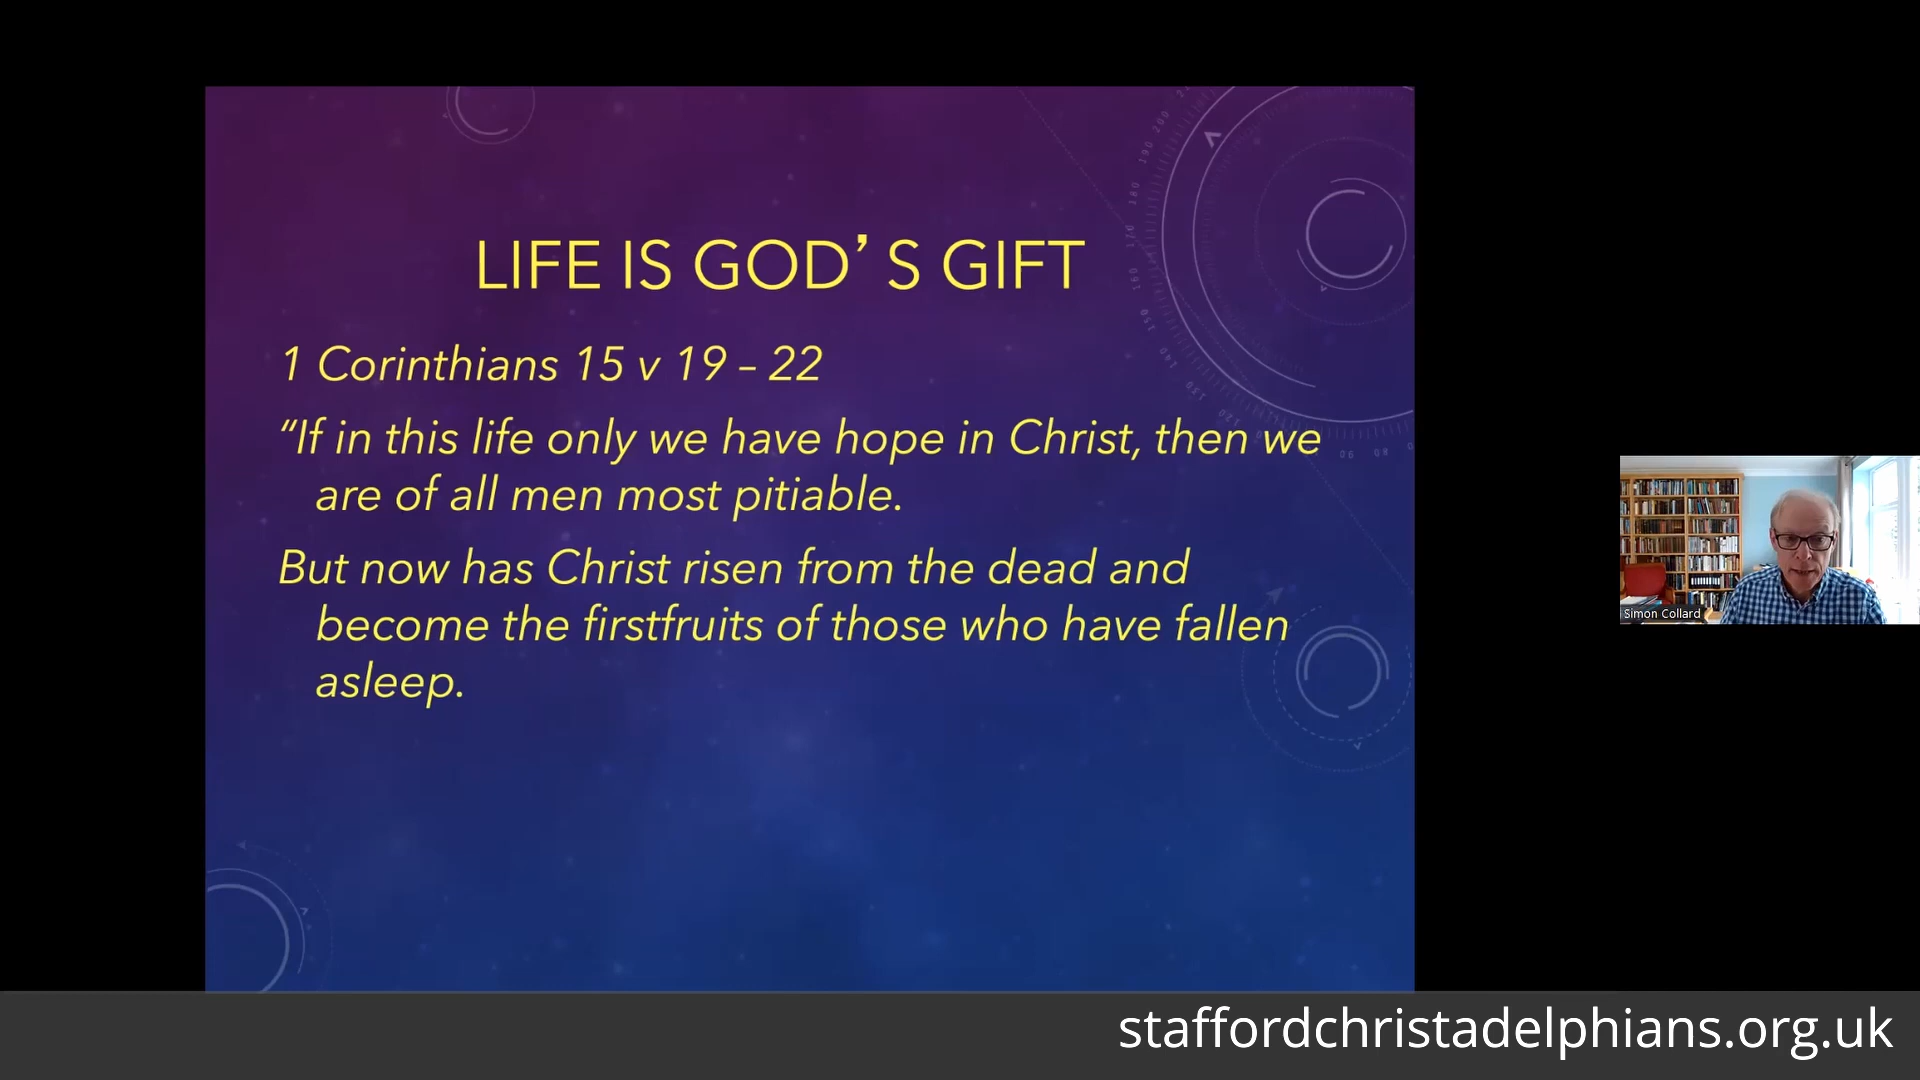 LIFE IS GOD’S GIFT
1 Corinthians 15 v 19 – 22
“If in this life only we have hope in Christ, then we
are of all men most pitiable.
But now has Christ risen from the dead and
become the firstfruits of those who have fallen
asleep.
Simon Collard
staffordchristadelphians.org.uk